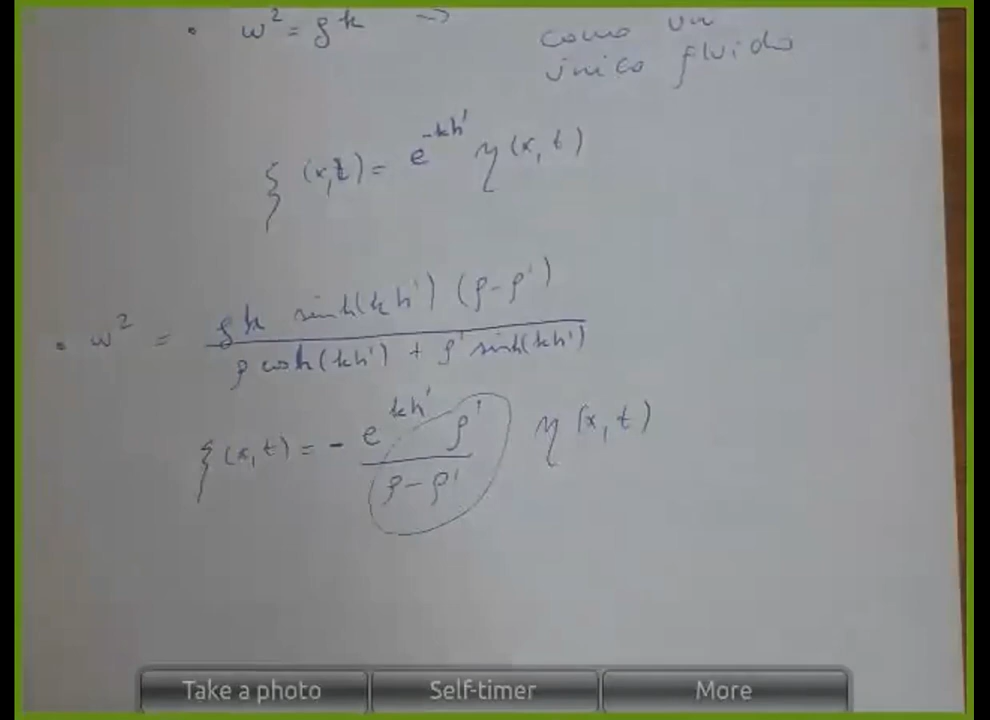 • ω² = gk →
como un
único fluido
ξ (x,t) = e^{-kh'} η (x, t)
• ω² = gk sinh(kh') (ρ-ρ') / ρ cosh(kh') + ρ' sinh(kh')
ξ (x, t) = - e^{kh'} ρ' / ρ-ρ' η (x, t)
Take a photo Self-timer More